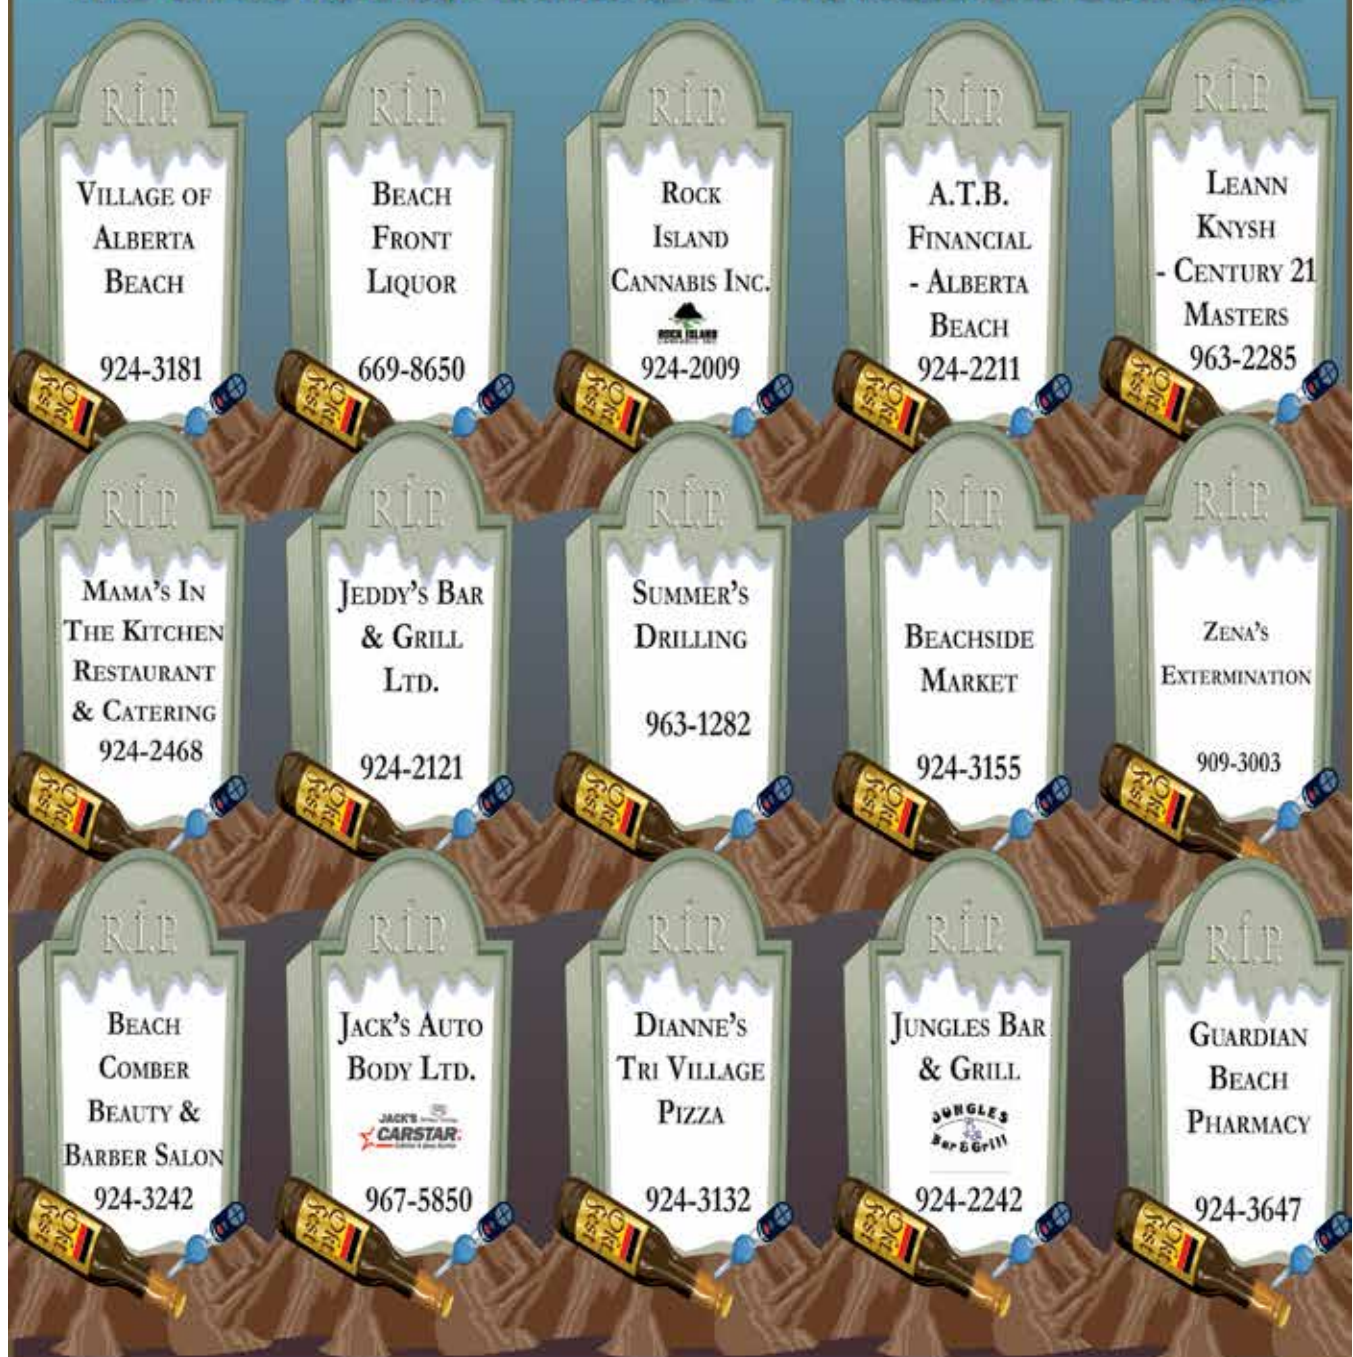 R.I.P.
VILLAGE OF
ALBERTA
BEACH
924-3181
R.I.P.
BEACH
FRONT
LIQUOR
669-8650
R.I.P.
ROCK
ISLAND
CANNABIS INC.
ROCK ISLAND
924-2009
R.I.P.
A.T.B.
FINANCIAL
- ALBERTA
BEACH
924-2211
R.I.P.
LEANN
KNYSH
- CENTURY 21
MASTERS
963-2285
R.I.P.
MAMA'S IN
THE KITCHEN
RESTAURANT
& CATERING
924-2468
R.I.P.
JEDDY'S BAR
& GRILL
LTD.
924-2121
R.I.P.
SUMMER'S
DRILLING
963-1282
R.I.P.
BEACHSIDE
MARKET
924-3155
R.I.P.
ZENA'S
EXTERMINATION
909-3003
R.I.P.
BEACH
COMBER
BEAUTY &
BARBER SALON
924-3242
R.I.P.
JACK'S AUTO
BODY LTD.
JACK'S
CARSTAR
967-5850
R.I.P.
DIANNE'S
TRI VILLAGE
PIZZA
924-3132
R.I.P.
JUNGLES BAR
& GRILL
JUNGLES
Bar & Grill
924-2242
R.I.P.
GUARDIAN
BEACH
PHARMACY
924-3647